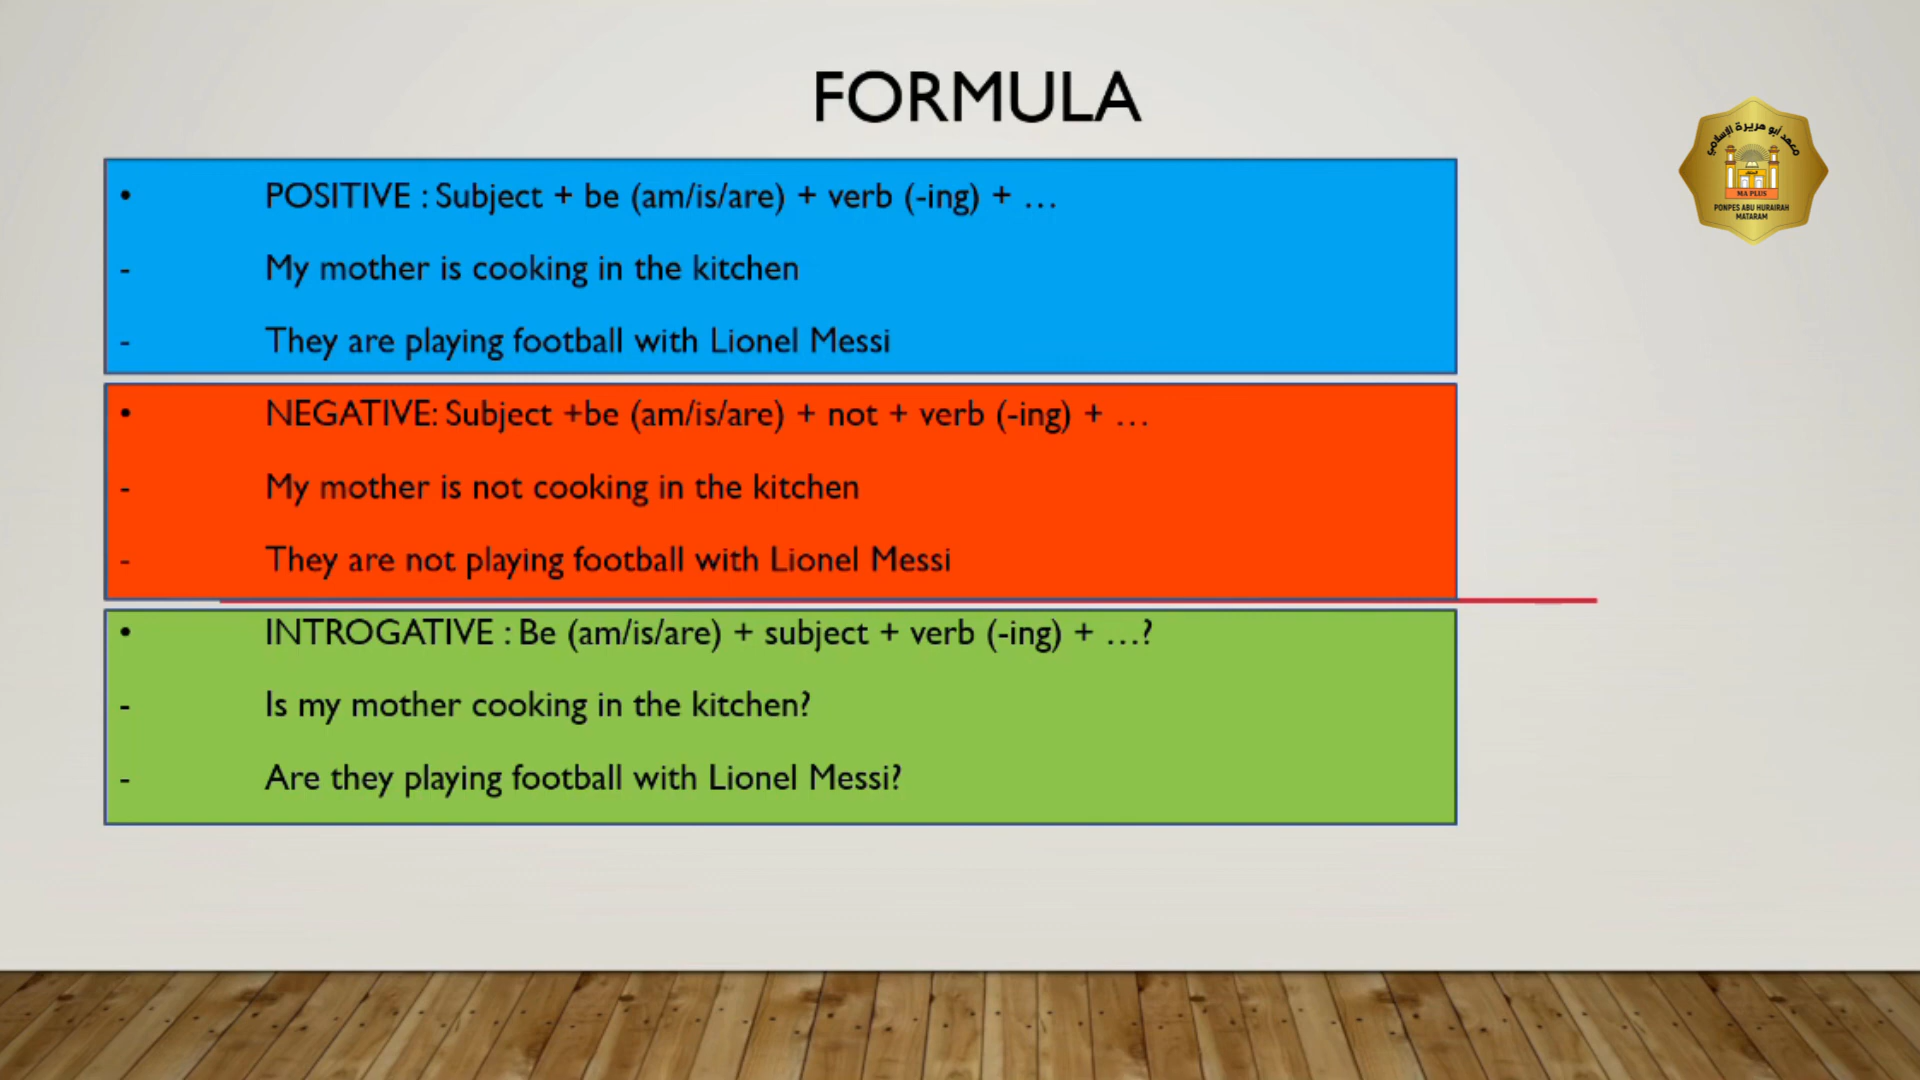 FORMULA
معهد أبو هريرة الإسلامي
MA PLUS
PONPES ABU HURAIRAH
MATARAM
• POSITIVE : Subject + be (am/is/are) + verb (-ing) + …
- My mother is cooking in the kitchen
- They are playing football with Lionel Messi
• NEGATIVE: Subject +be (am/is/are) + not + verb (-ing) + …
- My mother is not cooking in the kitchen
- They are not playing football with Lionel Messi
• INTROGATIVE : Be (am/is/are) + subject + verb (-ing) + …?
- Is my mother cooking in the kitchen?
- Are they playing football with Lionel Messi?